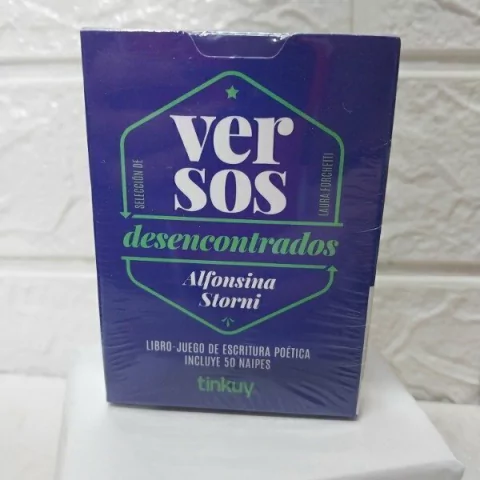 ver
sos
SELECCIÓN DE
LAURA FORCHETTI
desencontrados
Alfonsina
Storni
LIBRO-JUEGO DE ESCRITURA POÉTICA
INCLUYE 50 NAIPES
tinkuy